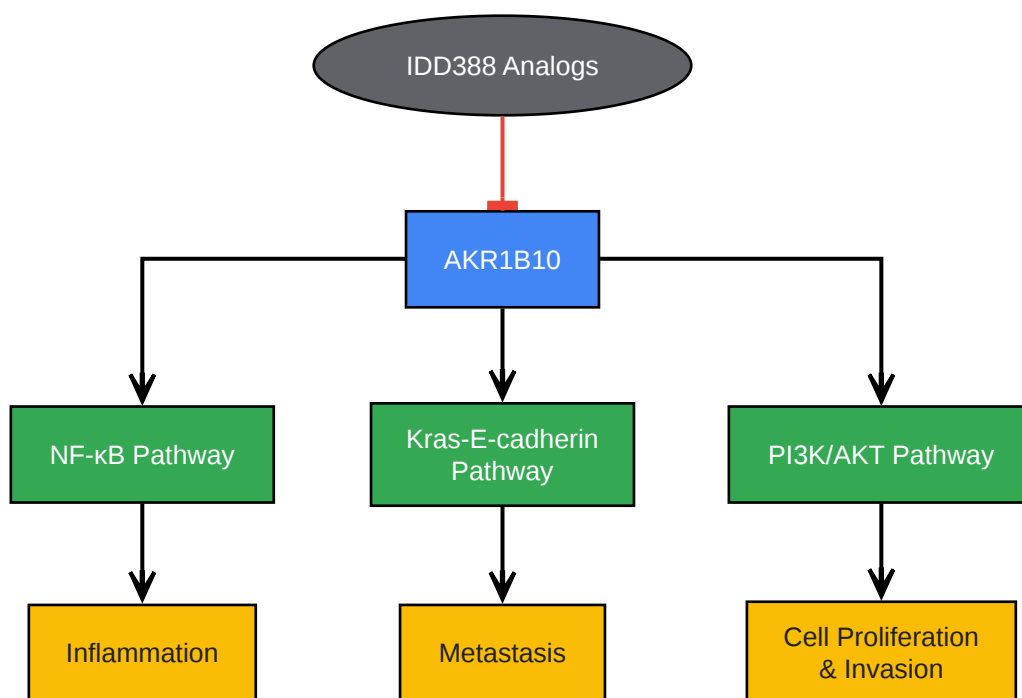 IDD388 Analogs
AKR1B10
NF-κB Pathway
Kras-E-cadherin
Pathway
PI3K/AKT Pathway
Inflammation
Metastasis
Cell Proliferation
& Invasion